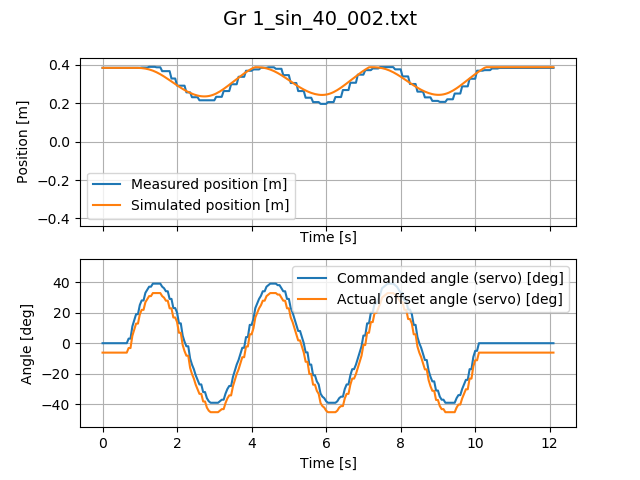 Gr 1_sin_40_002.txt
0.4
0.2
0.0
−0.2
−0.4
Position [m]
Measured position [m]
Simulated position [m]
Time [s]
40
20
0
−20
−40
Angle [deg]
Commanded angle (servo) [deg]
Actual offset angle (servo) [deg]
0 2 4 6 8 10 12
Time [s]